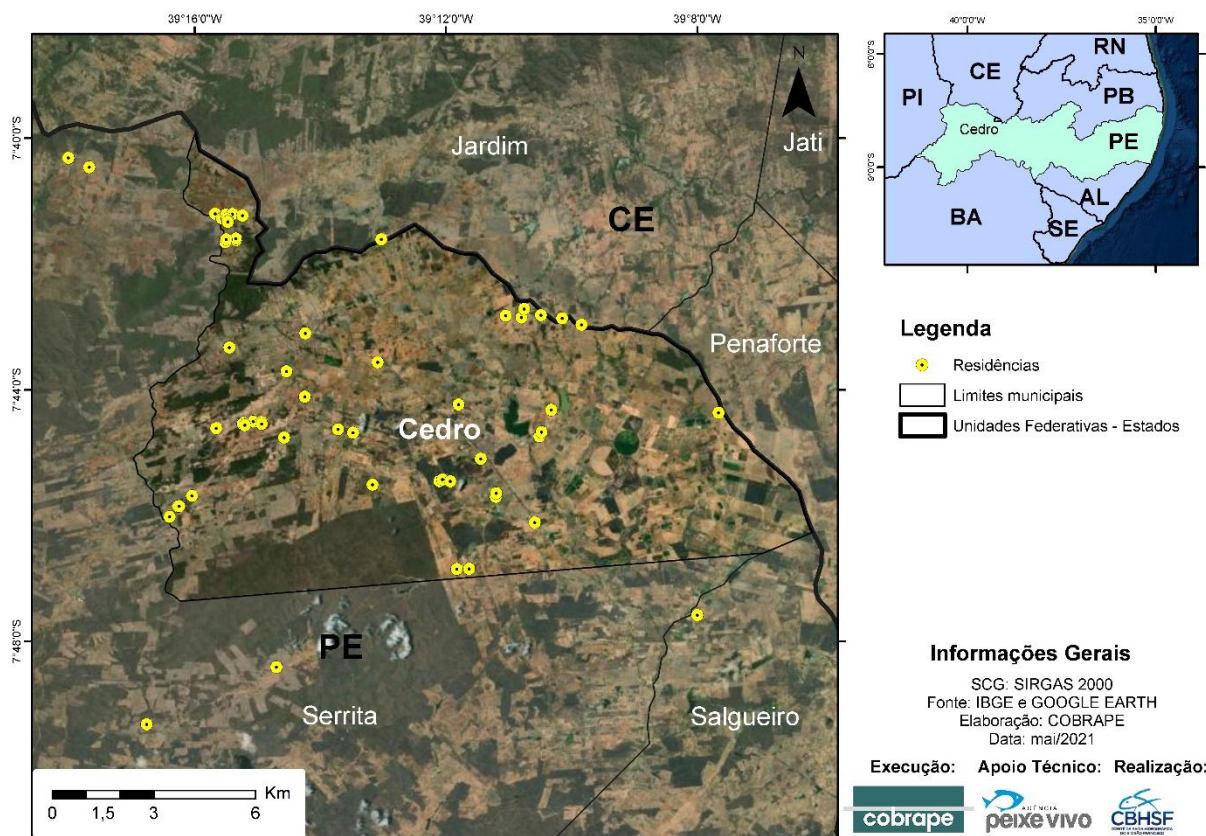 39°16'0"W
39°12'0"W
39°8'0"W
7°40'0"S
7°44'0"S
7°48'0"S
N
Jardim
Jati
CE
Penaforte
Cedro
PE
Serrita
Salgueiro
0 1,5 3 6 Km
40°0'0"W
35°0'0"W
6°0'0"S
9°0'0"S
RN
CE
PI
PB
Cedro
PE
AL
BA
SE
Legenda
Residências
Limites municipais
Unidades Federativas - Estados
Informações Gerais
SCG: SIRGAS 2000
Fonte: IBGE e GOOGLE EARTH
Elaboração: COBRAPE
Data: mai/2021
Execução: Apoio Técnico: Realização:
cobrape
AGÊNCIA
peixe vivo
CBHSF